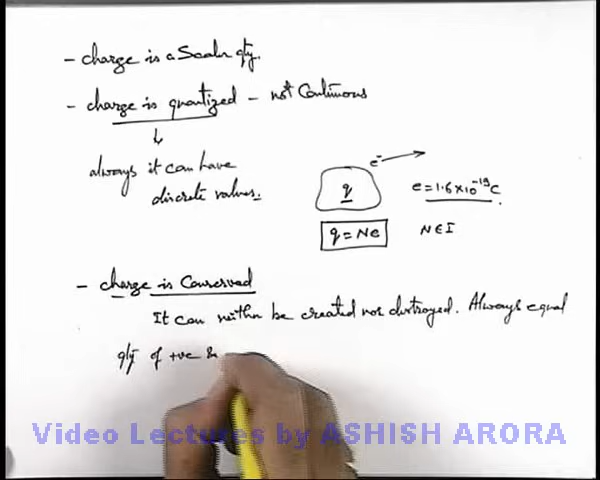 - charge is a Scalar qty.
- charge is quantized - not Continuous
always it can have
discrete values.
e⁻
q
e = 1.6×10⁻¹⁹C
q = Ne
N ∈ I
- charge is Conserved
It can neither be created nor destroyed. Always equal
qty of +ve &
Video Lectures by ASHISH ARORA